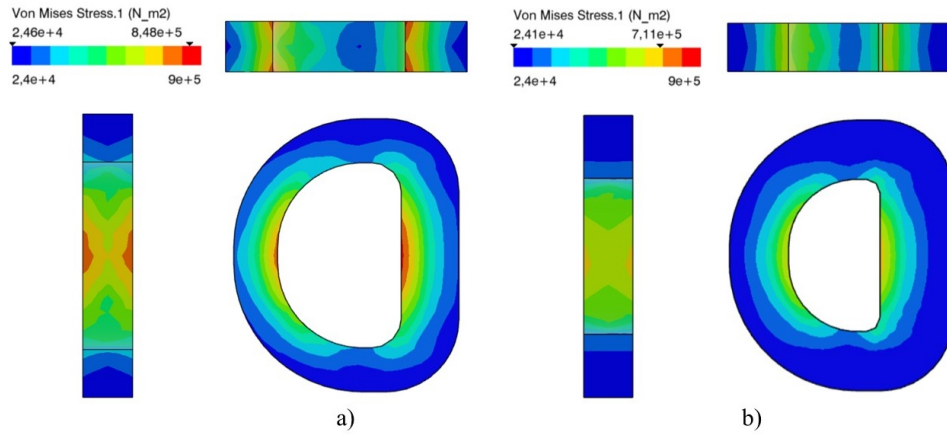 Von Mises Stress.1 (N_m2)
2,46e+4 8,48e+5
2,4e+4 9e+5
Von Mises Stress.1 (N_m2)
2,41e+4 7,11e+5
2,4e+4 9e+5
a)
b)